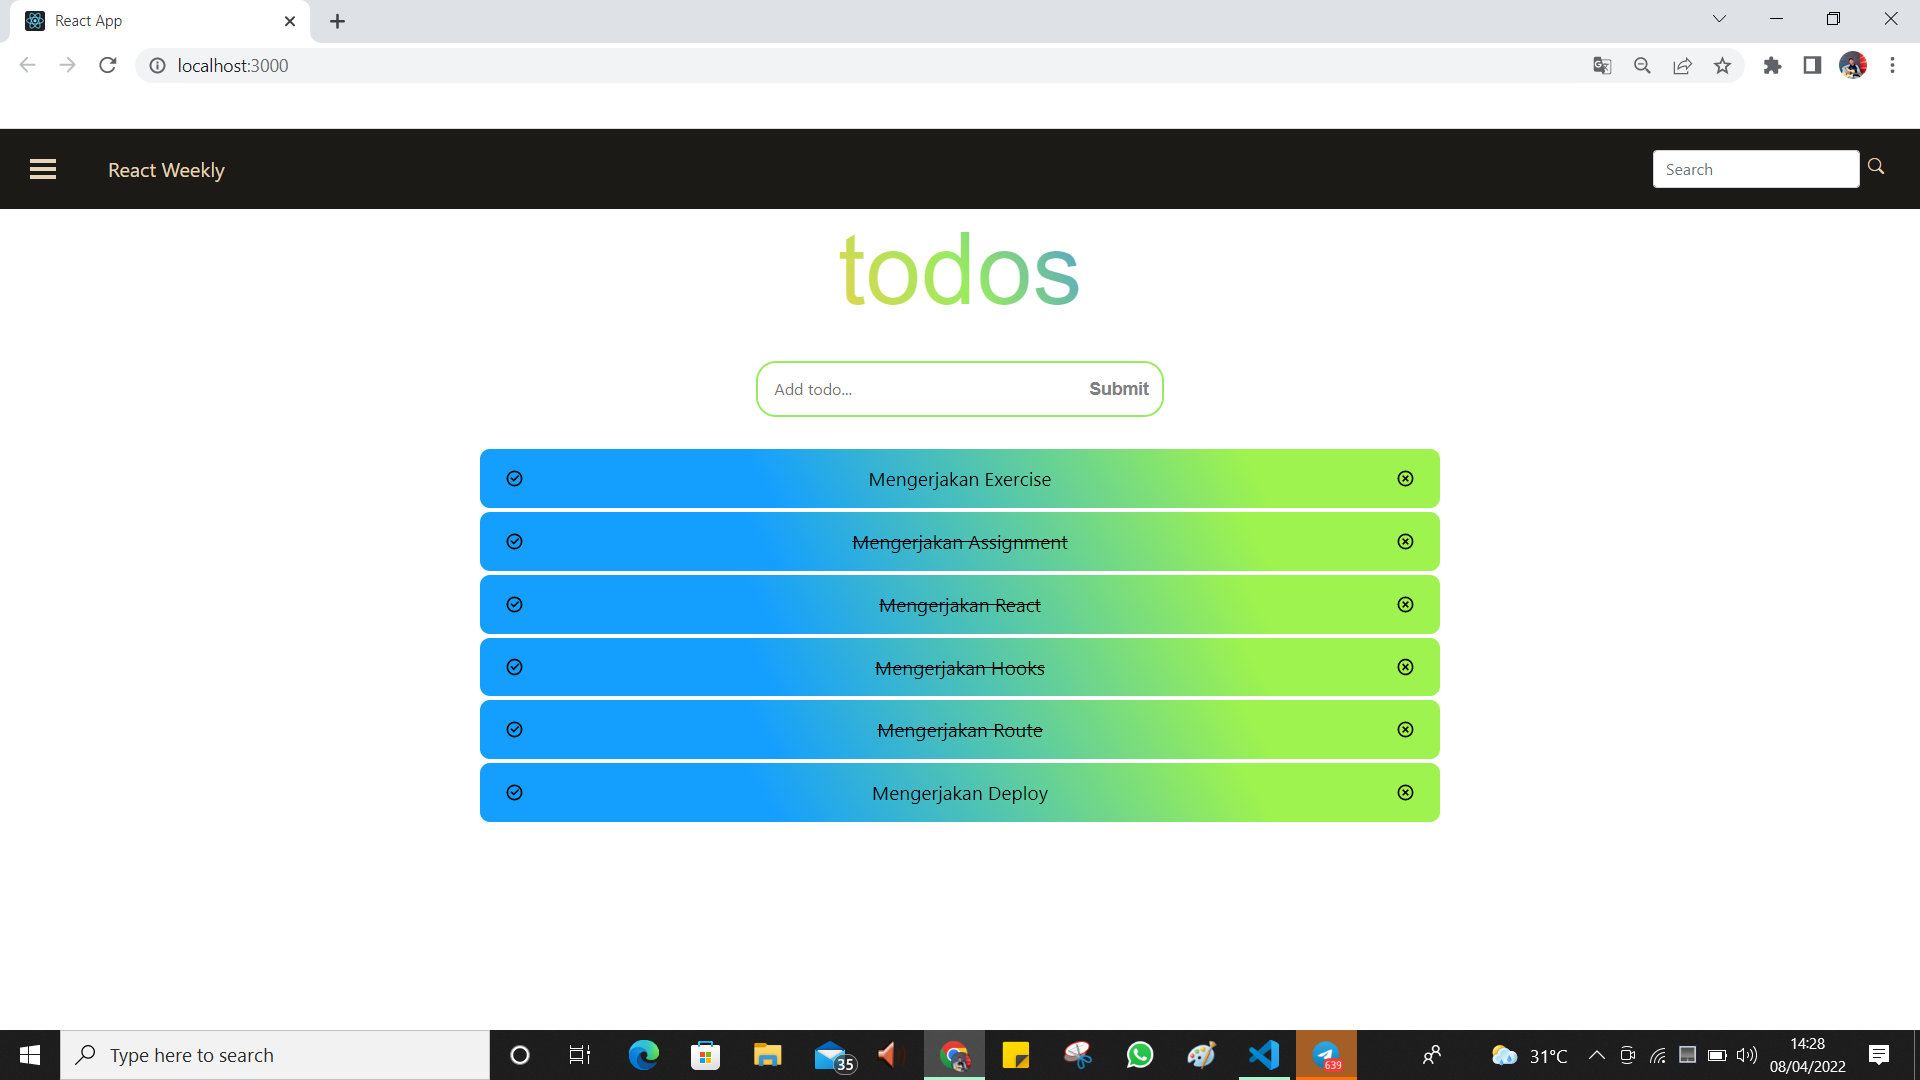 React App
localhost:3000
React Weekly
Search
todos
Add todo...
Submit
Mengerjakan Exercise
Mengerjakan Assignment
Mengerjakan React
Mengerjakan Hooks
Mengerjakan Route
Mengerjakan Deploy
Type here to search
35
639
31°C
14:28
08/04/2022